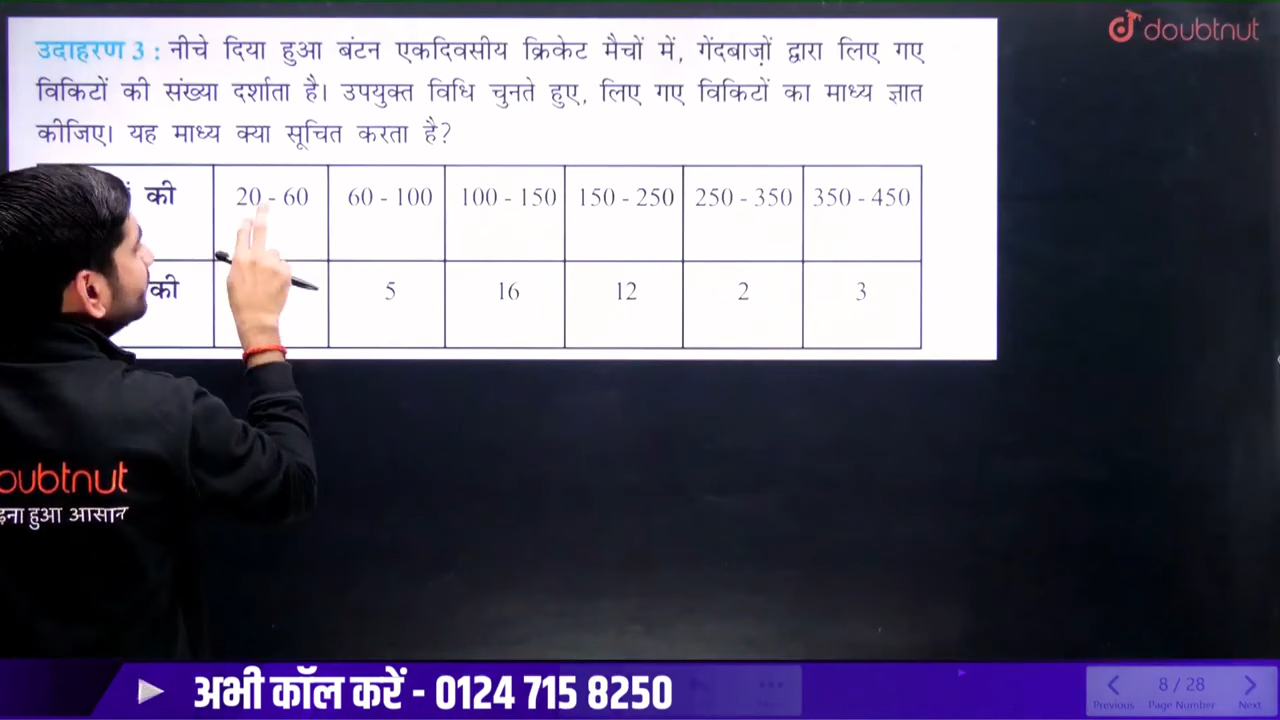 doubtnut
उदाहरण 3 : नीचे दिया हुआ बंटन एकदिवसीय क्रिकेट मैचों में, गेंदबाज़ों द्वारा लिए गए
विकिटों की संख्या दर्शाता है। उपयुक्त विधि चुनते हुए, लिए गए विकिटों का माध्य ज्ञात
कीजिए। यह माध्य क्या सूचित करता है?
की 20 - 60 60 - 100 100 - 150 150 - 250 250 - 350 350 - 450
की 5 16 12 2 3
oubtnut
हुआ आसान
अभी कॉल करें - 0124 715 8250
8 / 28
Previous Page Number Next